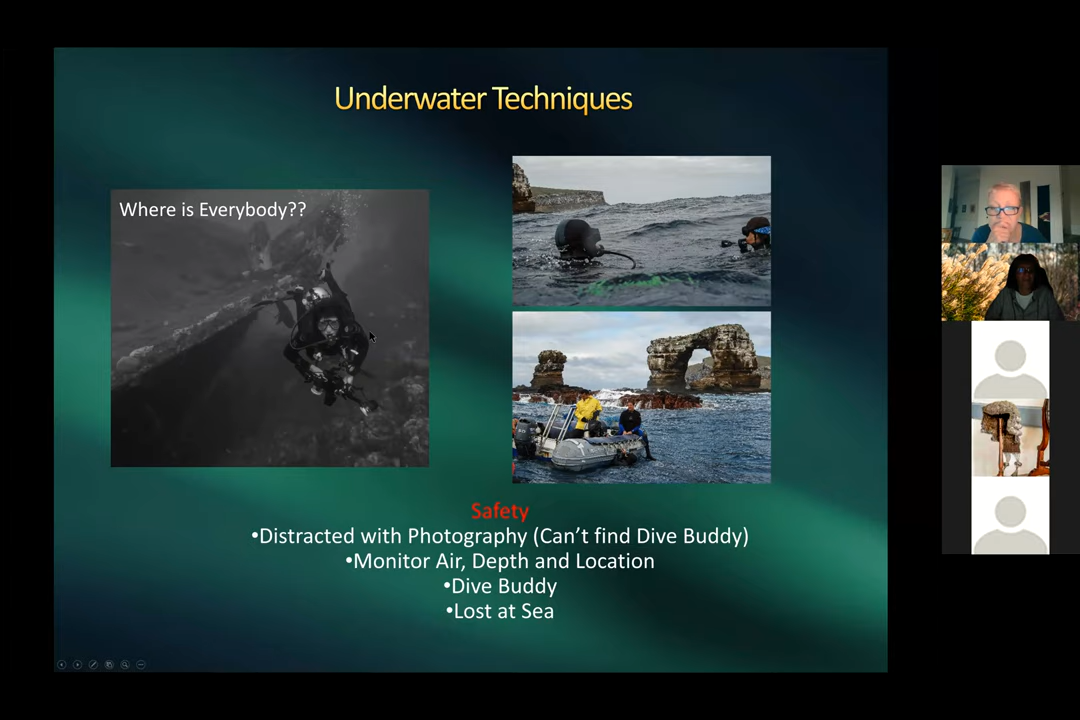 Underwater Techniques
Where is Everybody??
Safety
•Distracted with Photography (Can't find Dive Buddy)
•Monitor Air, Depth and Location
•Dive Buddy
•Lost at Sea